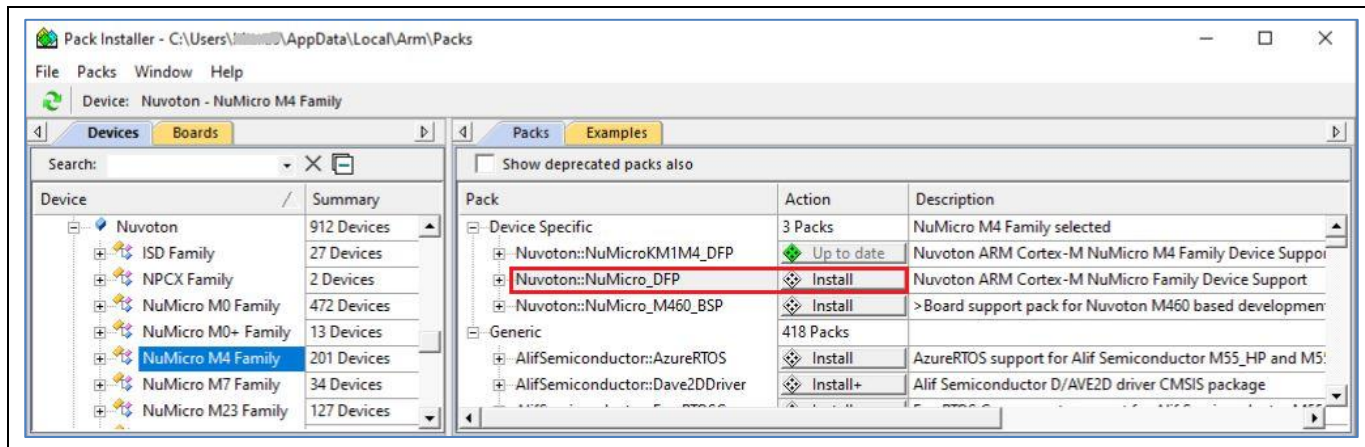 Pack Installer - C:\Users\ \AppData\Local\Arm\Packs
File Packs Window Help
Device: Nuvoton - NuMicro M4 Family
Devices Boards
Search:
Device / Summary
Nuvoton 912 Devices
ISD Family 27 Devices
NPCX Family 2 Devices
NuMicro M0 Family 472 Devices
NuMicro M0+ Family 13 Devices
NuMicro M4 Family 201 Devices
NuMicro M7 Family 34 Devices
NuMicro M23 Family 127 Devices
Packs Examples
Show deprecated packs also
Pack Action Description
Device Specific 3 Packs NuMicro M4 Family selected
Nuvoton::NuMicroKM1M4_DFP Up to date Nuvoton ARM Cortex-M NuMicro M4 Family Device Suppor
Nuvoton::NuMicro_DFP Install Nuvoton ARM Cortex-M NuMicro Family Device Support
Nuvoton::NuMicro_M460_BSP Install >Board support pack for Nuvoton M460 based developmen
Generic 418 Packs
AlifSemiconductor::AzureRTOS Install AzureRTOS support for Alif Semiconductor M55_HP and M5
AlifSemiconductor::Dave2DDriver Install+ Alif Semiconductor D/AVE2D driver CMSIS package